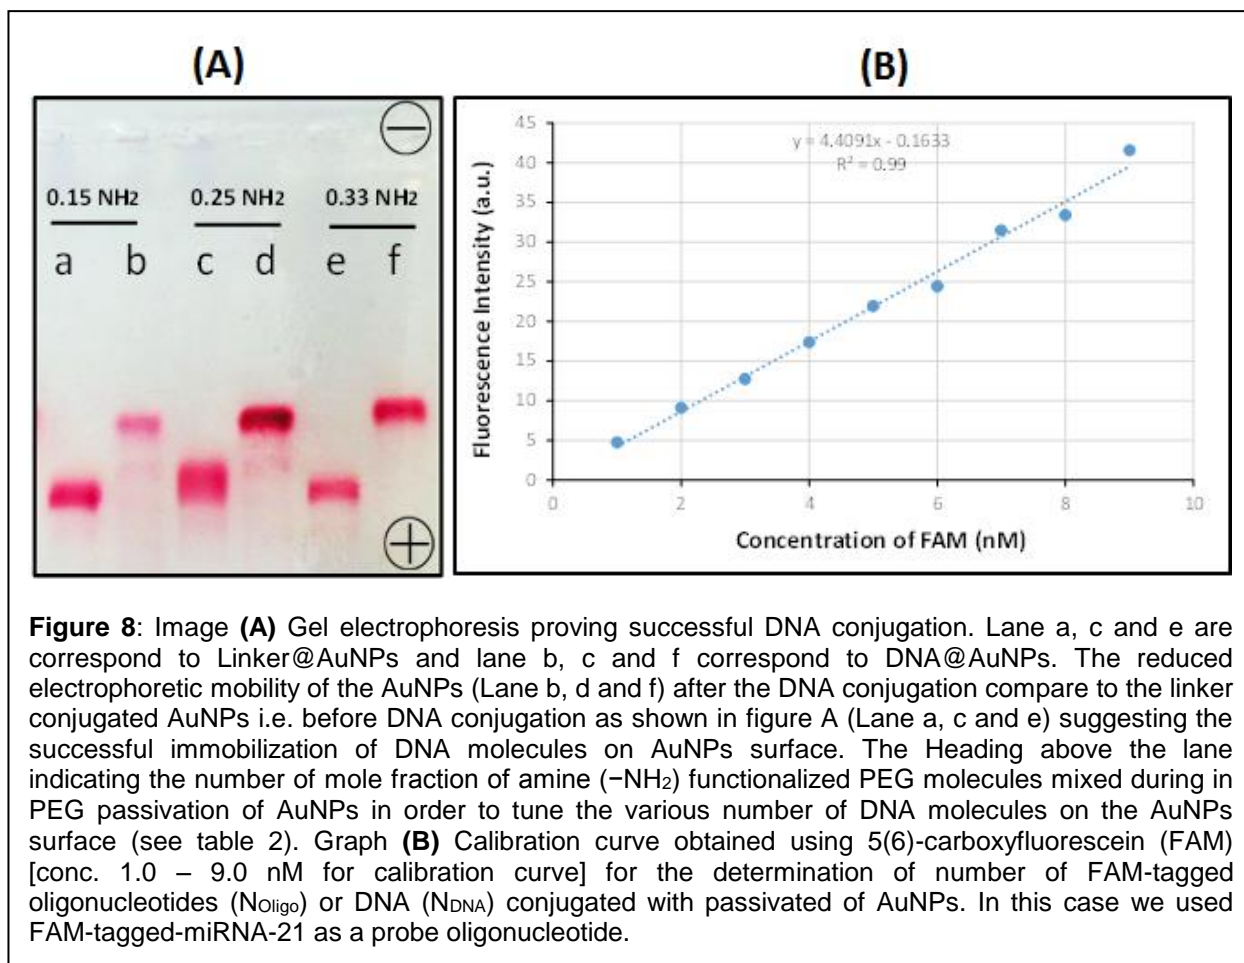 (A)
(B)
−
0.15 NH2
0.25 NH2
0.33 NH2
a b c d e f
+
y = 4.4091x - 0.1633
R² = 0.99
45
40
35
30
25
20
15
10
5
0
0 2 4 6 8 10
Fluorescence Intensity (a.u.)
Concentration of FAM (nM)
Figure 8: Image (A) Gel electrophoresis proving successful DNA conjugation. Lane a, c and e are
correspond to Linker@AuNPs and lane b, c and f correspond to DNA@AuNPs. The reduced
electrophoretic mobility of the AuNPs (Lane b, d and f) after the DNA conjugation compare to the linker
conjugated AuNPs i.e. before DNA conjugation as shown in figure A (Lane a, c and e) suggesting the
successful immobilization of DNA molecules on AuNPs surface. The Heading above the lane
indicating the number of mole fraction of amine (−NH2) functionalized PEG molecules mixed during in
PEG passivation of AuNPs in order to tune the various number of DNA molecules on the AuNPs
surface (see table 2). Graph (B) Calibration curve obtained using 5(6)-carboxyfluorescein (FAM)
[conc. 1.0 – 9.0 nM for calibration curve] for the determination of number of FAM-tagged
oligonucleotides (NOligo) or DNA (NDNA) conjugated with passivated of AuNPs. In this case we used
FAM-tagged-miRNA-21 as a probe oligonucleotide.